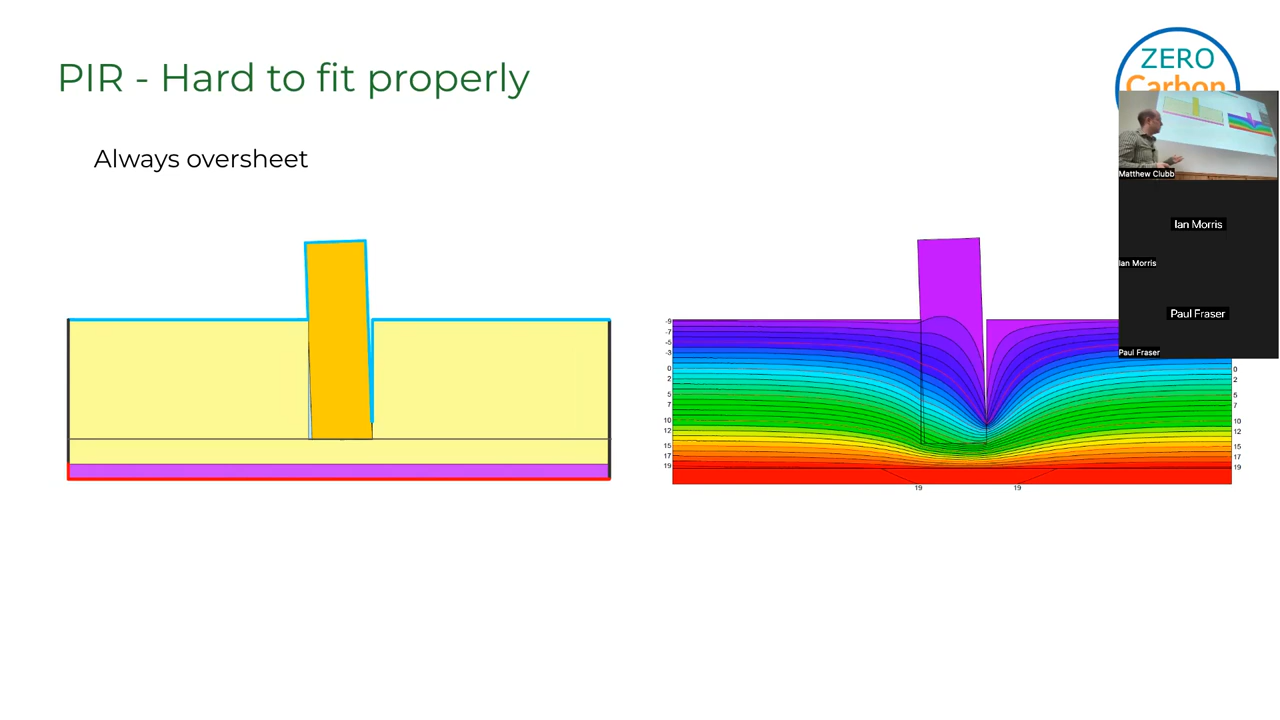 PIR - Hard to fit properly
ZERO
Carbon
Always oversheet
Matthew Clubb
Ian Morris
Ian Morris
Paul Fraser
Paul Fraser
-9
-7
-5
-3
0
2
5
7
10
12
15
17
19
0
2
5
7
10
12
15
17
19
19
19